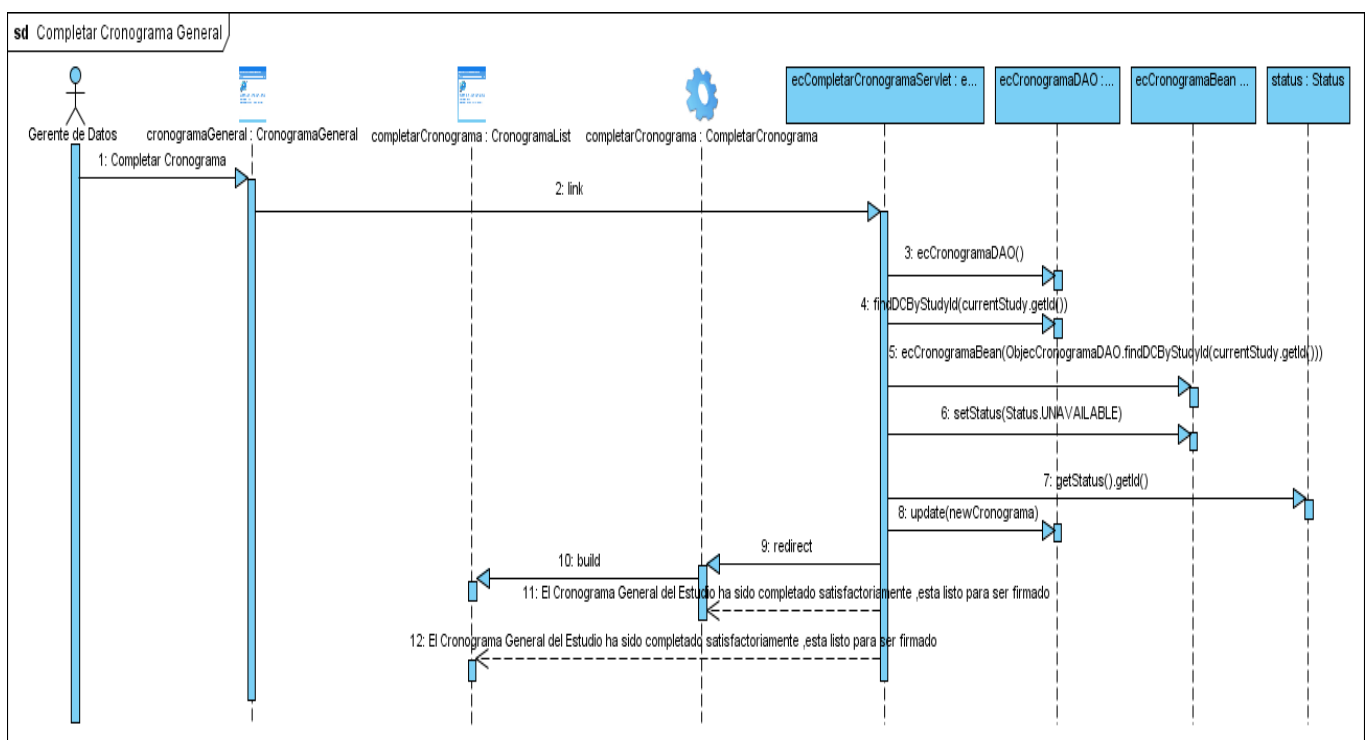 sd Completar Cronograma General
ecCompletarCronogramaServlet : e...
ecCronogramaDAO :...
ecCronogramaBean ...
status : Status
Gerente de Datos
cronogramaGeneral : CronogramaGeneral
completarCronograma : CronogramaList
completarCronograma : CompletarCronograma
1: Completar Cronograma
2: link
3: ecCronogramaDAO()
4: findDCByStudyId(currentStudy.getId())
5: ecCronogramaBean(ObjecCronogramaDAO.findDCByStudyId(currentStudy.getId()))
6: setStatus(Status.UNAVAILABLE)
7: getStatus().getId()
8: update(newCronograma)
9: redirect
10: build
11: El Cronograma General del Estudio ha sido completado satisfactoriamente ,esta listo para ser firmado
12: El Cronograma General del Estudio ha sido completado satisfactoriamente ,esta listo para ser firmado